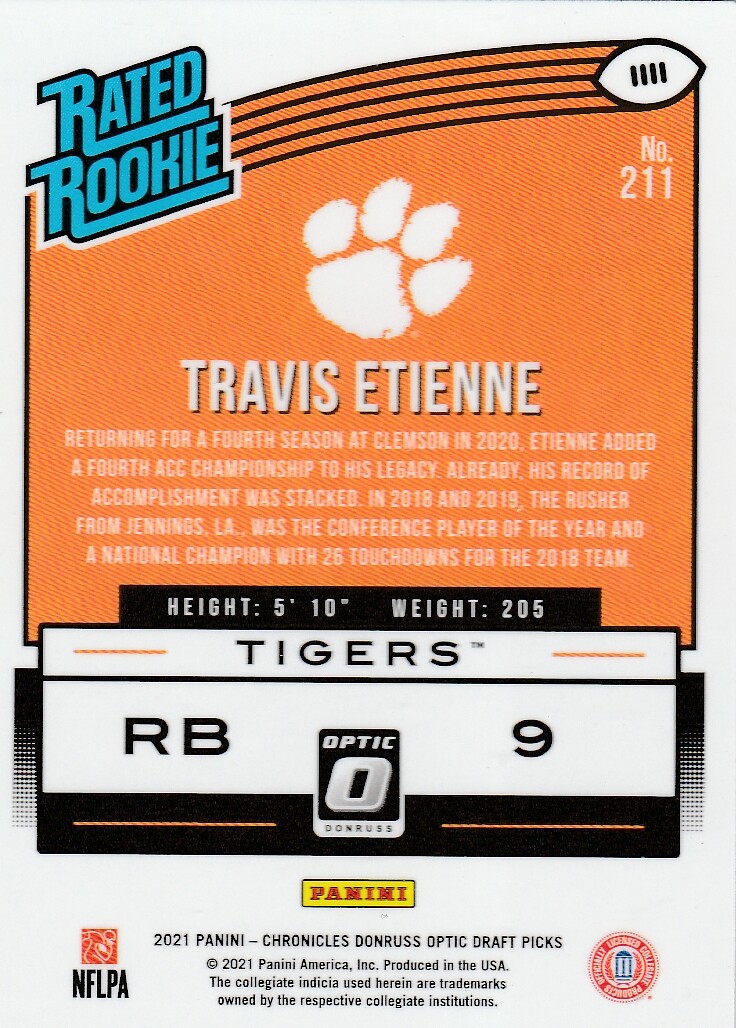 RATED
ROOKIE
No.
211
TRAVIS ETIENNE
RETURNING FOR A FOURTH SEASON AT CLEMSON IN 2020, ETIENNE ADDED
A FOURTH ACC CHAMPIONSHIP TO HIS LEGACY. ALREADY, HIS RECORD OF
ACCOMPLISHMENT WAS STACKED. IN 2018 AND 2019, THE RUSHER
FROM JENNINGS, LA., WAS THE CONFERENCE PLAYER OF THE YEAR AND
A NATIONAL CHAMPION WITH 26 TOUCHDOWNS FOR THE 2018 TEAM.
HEIGHT: 5' 10" WEIGHT: 205
TIGERS™
RB 9
OPTIC
O
DONRUSS
PANINI
2021 PANINI – CHRONICLES DONRUSS OPTIC DRAFT PICKS
© 2021 Panini America, Inc. Produced in the USA.
The collegiate indicia used herein are trademarks
owned by the respective collegiate institutions.
NFLPA
OFFICIALLY LICENSED COLLEGIATE PRODUCTS